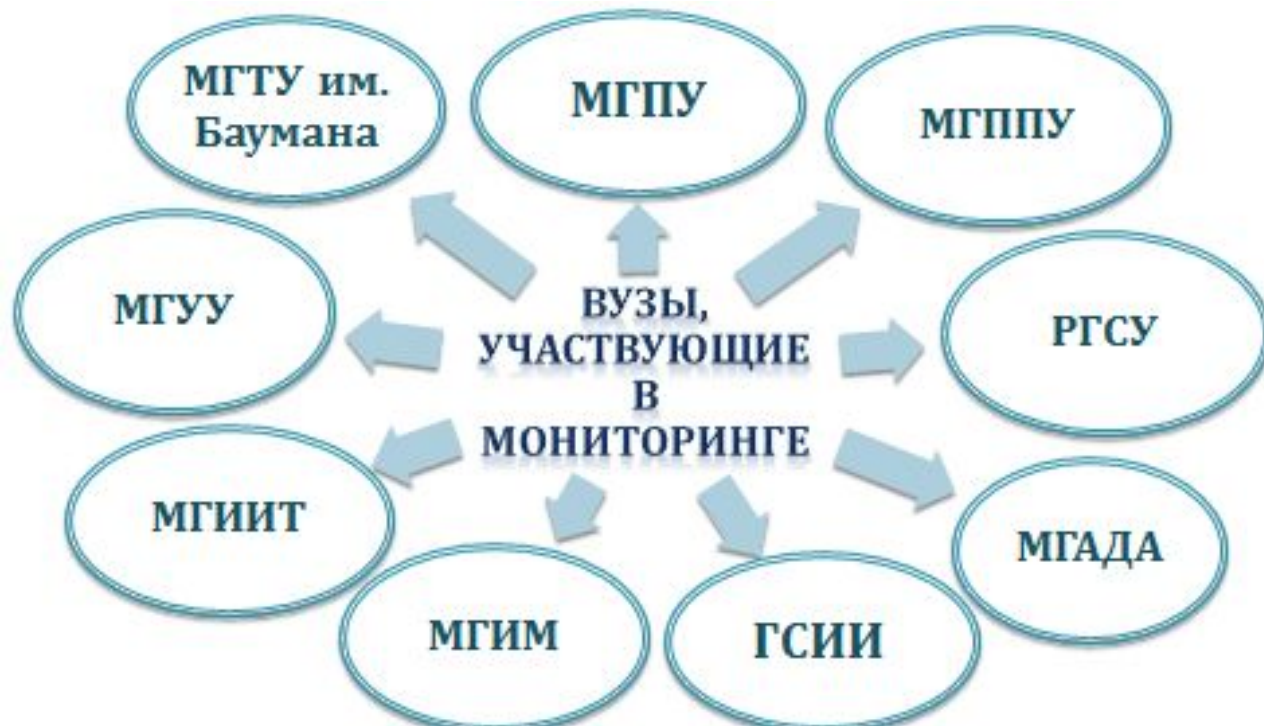 МГТУ им.
Баумана
МГПУ
МГППУ
МГУУ
ВУЗЫ,
УЧАСТВУЮЩИЕ
В
МОНИТОРИНГЕ
РГСУ
МГИИТ
МГАДА
МГИМ
ГСИИ